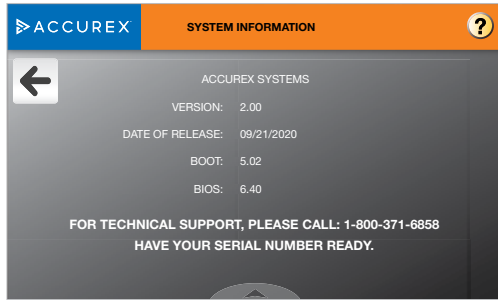 ACCUREX
SYSTEM INFORMATION
?
ACCUREX SYSTEMS
VERSION: 2.00
DATE OF RELEASE: 09/21/2020
BOOT: 5.02
BIOS: 6.40
FOR TECHNICAL SUPPORT, PLEASE CALL: 1-800-371-6858
HAVE YOUR SERIAL NUMBER READY.